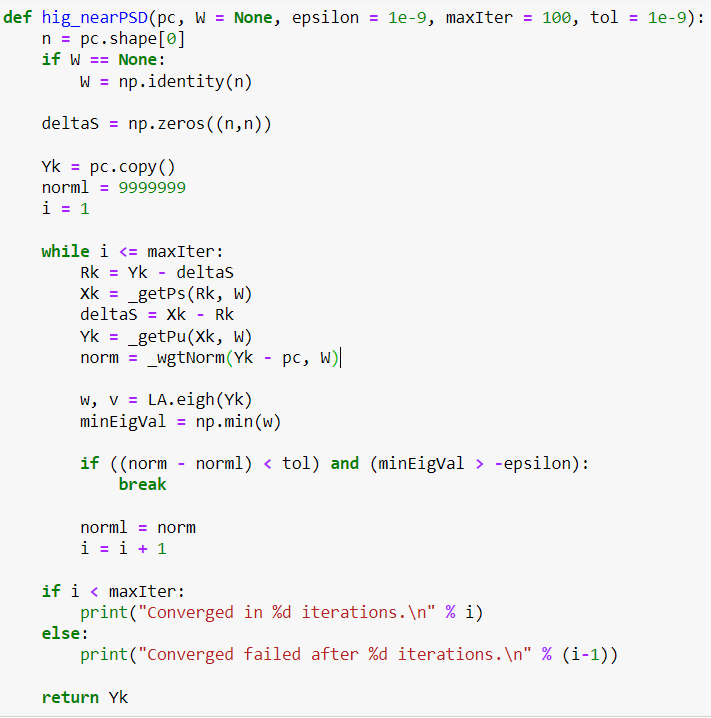 def hig_nearPSD(pc, W = None, epsilon = 1e-9, maxIter = 100, tol = 1e-9):
    n = pc.shape[0]
    if W == None:
        W = np.identity(n)

    deltaS = np.zeros((n,n))

    Yk = pc.copy()
    norml = 9999999
    i = 1

    while i <= maxIter:
        Rk = Yk - deltaS
        Xk = _getPs(Rk, W)
        deltaS = Xk - Rk
        Yk = _getPu(Xk, W)
        norm = _wgtNorm(Yk - pc, W)

        w, v = LA.eigh(Yk)
        minEigVal = np.min(w)

        if ((norm - norml) < tol) and (minEigVal > -epsilon):
            break

        norml = norm
        i = i + 1

    if i < maxIter:
        print("Converged in %d iterations.\n" % i)
    else:
        print("Converged failed after %d iterations.\n" % (i-1))

    return Yk